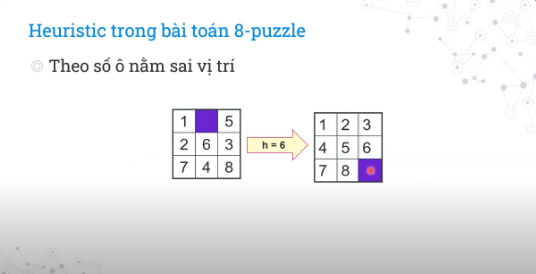 Heuristic trong bài toán 8-puzzle
Theo số ô nằm sai vị trí
1 5
2 6 3
7 4 8
h = 6
1 2 3
4 5 6
7 8